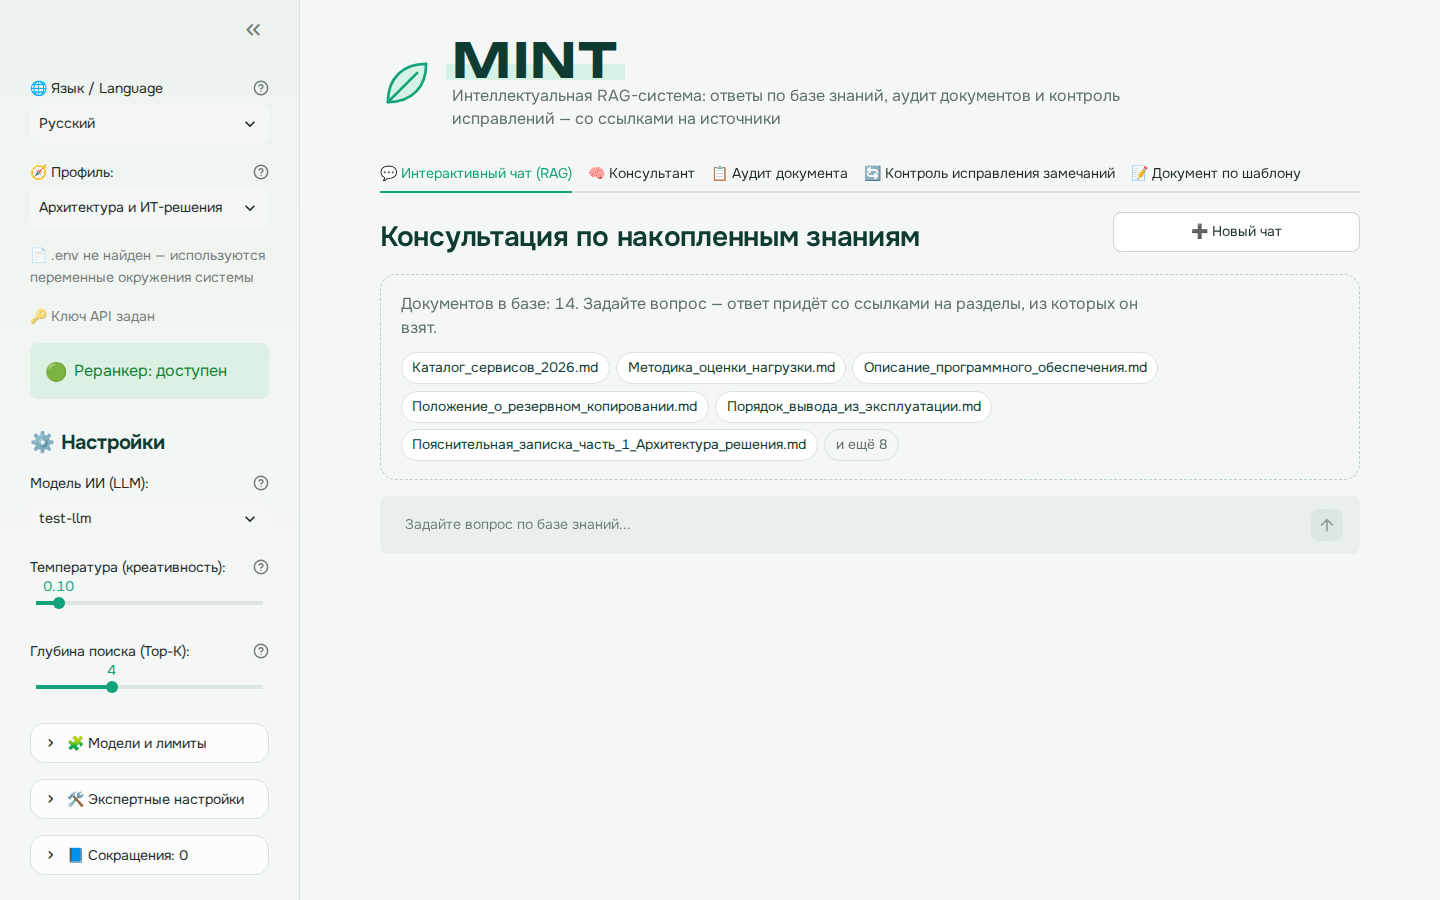 Язык / Language
Русский
Профиль:
Архитектура и ИТ-решения
.env не найден — используются
переменные окружения системы
Ключ API задан
Реранкер: доступен
Настройки
Модель ИИ (LLM):
test-llm
Температура (креативность):
0.10
Глубина поиска (Top-K):
4
Модели и лимиты
Экспертные настройки
Сокращения: 0
MINT
Интеллектуальная RAG-система: ответы по базе знаний, аудит документов и контроль
исправлений — со ссылками на источники
Интерактивный чат (RAG) Консультант Аудит документа Контроль исправления замечаний Документ по шаблону
Консультация по накопленным знаниям
Новый чат
Документов в базе: 14. Задайте вопрос — ответ придёт со ссылками на разделы, из которых он
взят.
Каталог_сервисов_2026.md Методика_оценки_нагрузки.md Описание_программного_обеспечения.md
Положение_о_резервном_копировании.md Порядок_вывода_из_эксплуатации.md
Пояснительная_записка_часть_1_Архитектура_решения.md и ещё 8
Задайте вопрос по базе знаний...